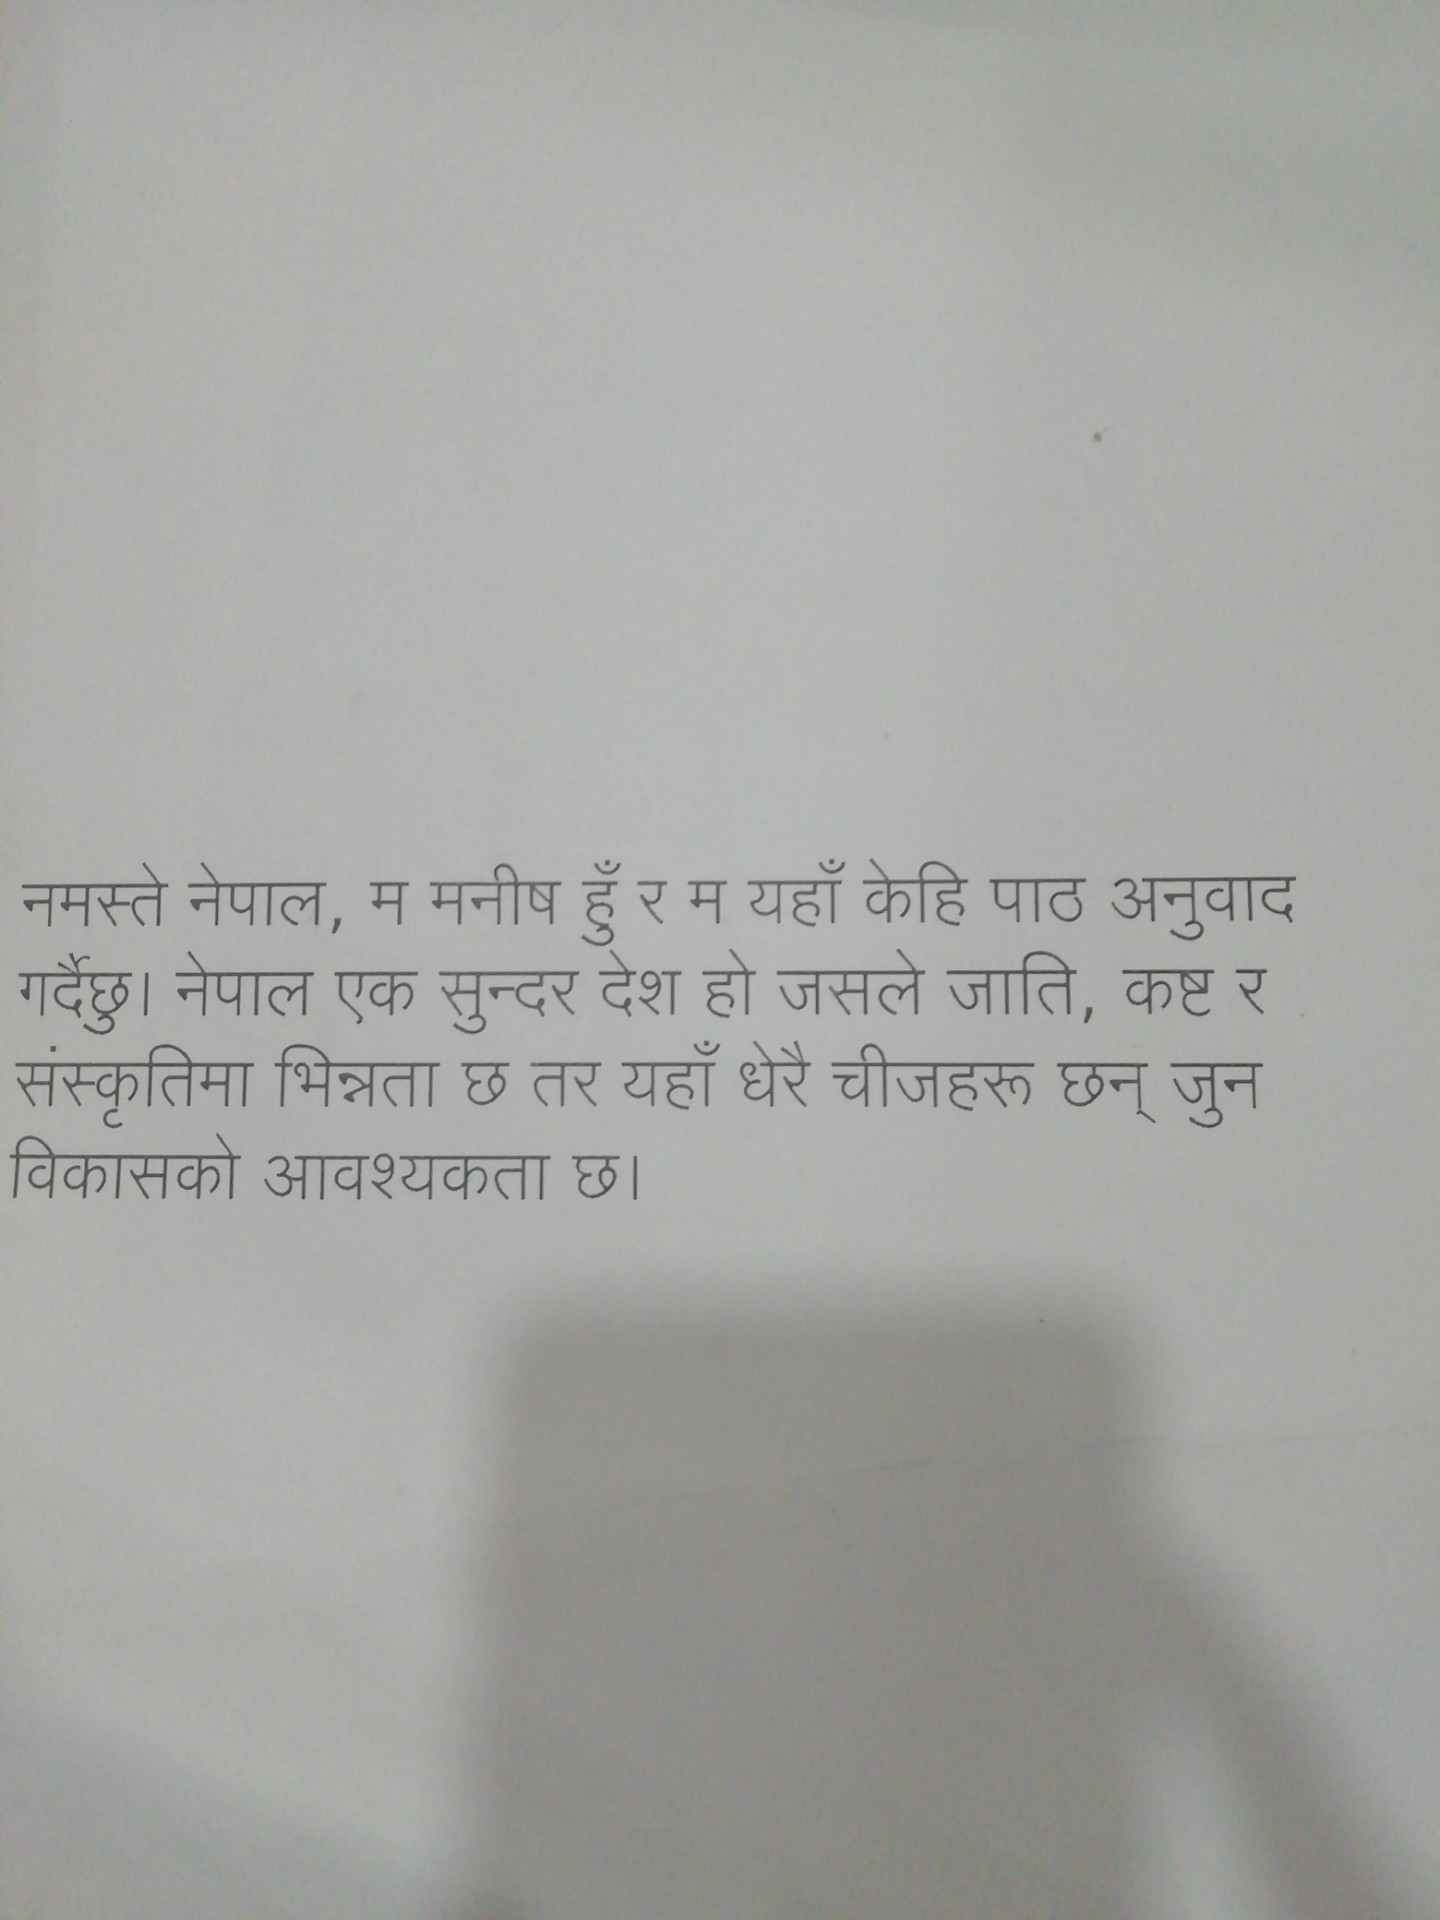 नमस्ते नेपाल, म मनीष हुँ र म यहाँ केहि पाठ अनुवाद
गर्दैछु। नेपाल एक सुन्दर देश हो जसले जाति, कष्ट र
संस्कृतिमा भिन्नता छ तर यहाँ धेरै चीजहरू छन् जुन
विकासको आवश्यकता छ।